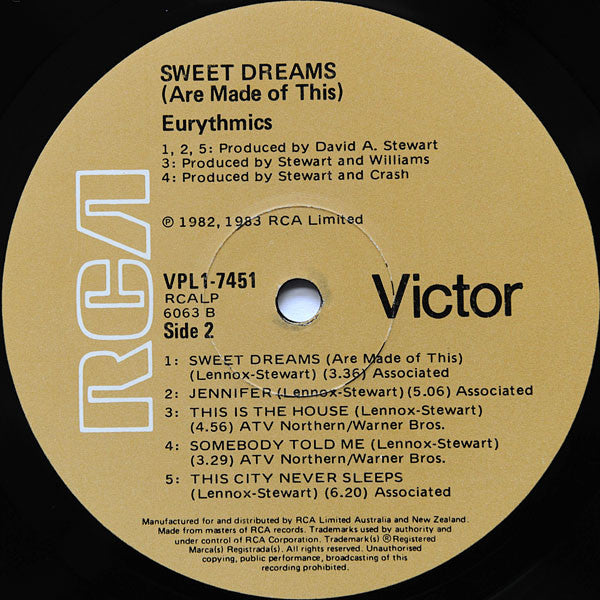 SWEET DREAMS
(Are Made of This)
Eurythmics
1, 2, 5: Produced by David A. Stewart
3: Produced by Stewart and Williams
4: Produced by Stewart and Crash
℗ 1982, 1983 RCA Limited
RCA
VPL1-7451
RCALP
6063 B
Side 2
Victor
1: SWEET DREAMS (Are Made of This)
(Lennox-Stewart) (3.36) Associated
2: JENNIFER (Lennox-Stewart) (5.06) Associated
3: THIS IS THE HOUSE (Lennox-Stewart)
(4.56) ATV Northern/Warner Bros.
4: SOMEBODY TOLD ME (Lennox-Stewart)
(3.29) ATV Northern/Warner Bros.
5: THIS CITY NEVER SLEEPS
(Lennox-Stewart) (6.20) Associated
Manufactured for and distributed by RCA Limited Australia and New Zealand.
Made from masters of RCA records. Trademarks used by authority and
under control of RCA Corporation. Trademark(s) ® Registered
Marca(s) Registrada(s). All rights reserved. Unauthorised
copying, public performance, broadcasting of this
recording prohibited.